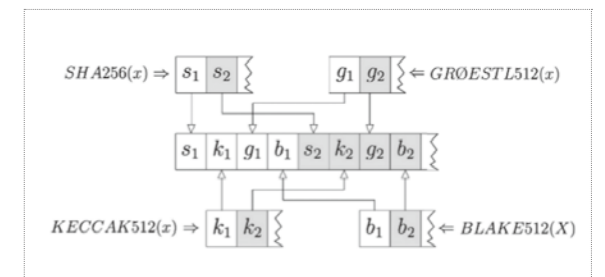 SHA256(x) ⇒ s₁ s₂ g₁ g₂ ⇐ GRØESTL512(x)
s₁ k₁ g₁ b₁ s₂ k₂ g₂ b₂
KECCAK512(x) ⇒ k₁ k₂ b₁ b₂ ⇐ BLAKE512(X)